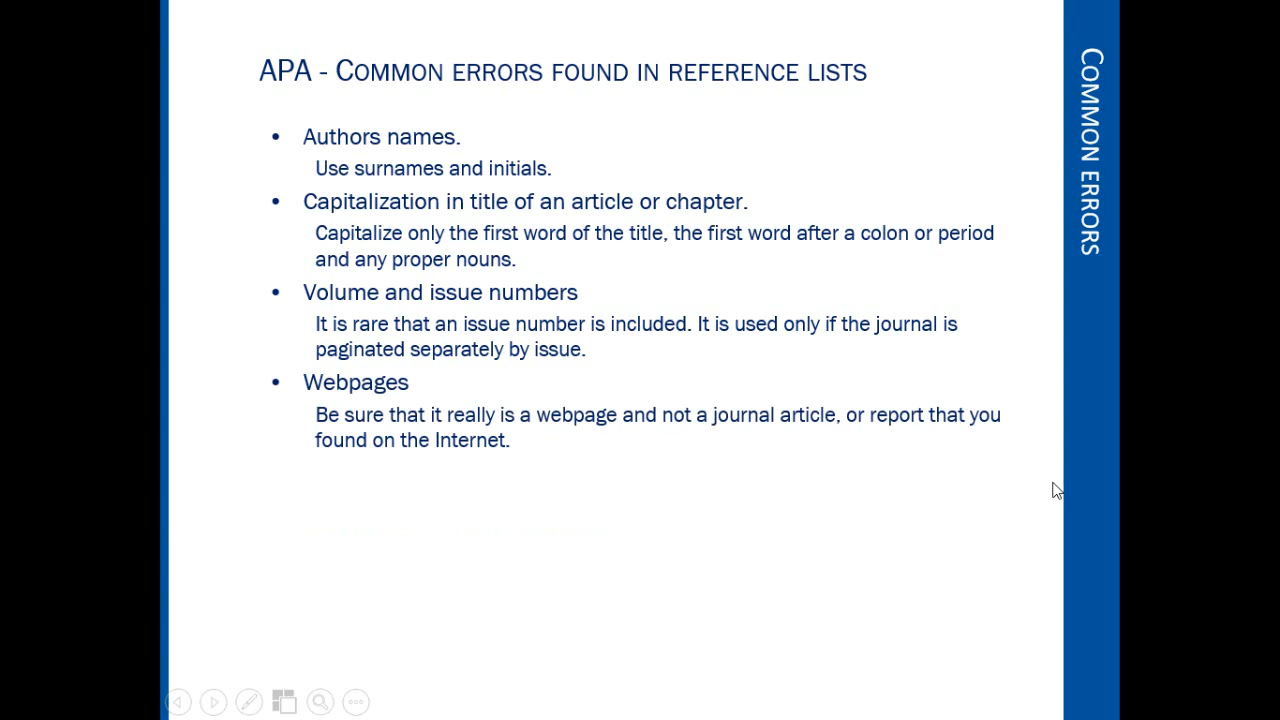 APA - COMMON ERRORS FOUND IN REFERENCE LISTS
• Authors names.
Use surnames and initials.
• Capitalization in title of an article or chapter.
Capitalize only the first word of the title, the first word after a colon or period
and any proper nouns.
• Volume and issue numbers
It is rare that an issue number is included. It is used only if the journal is
paginated separately by issue.
• Webpages
Be sure that it really is a webpage and not a journal article, or report that you
found on the Internet.
COMMON ERRORS